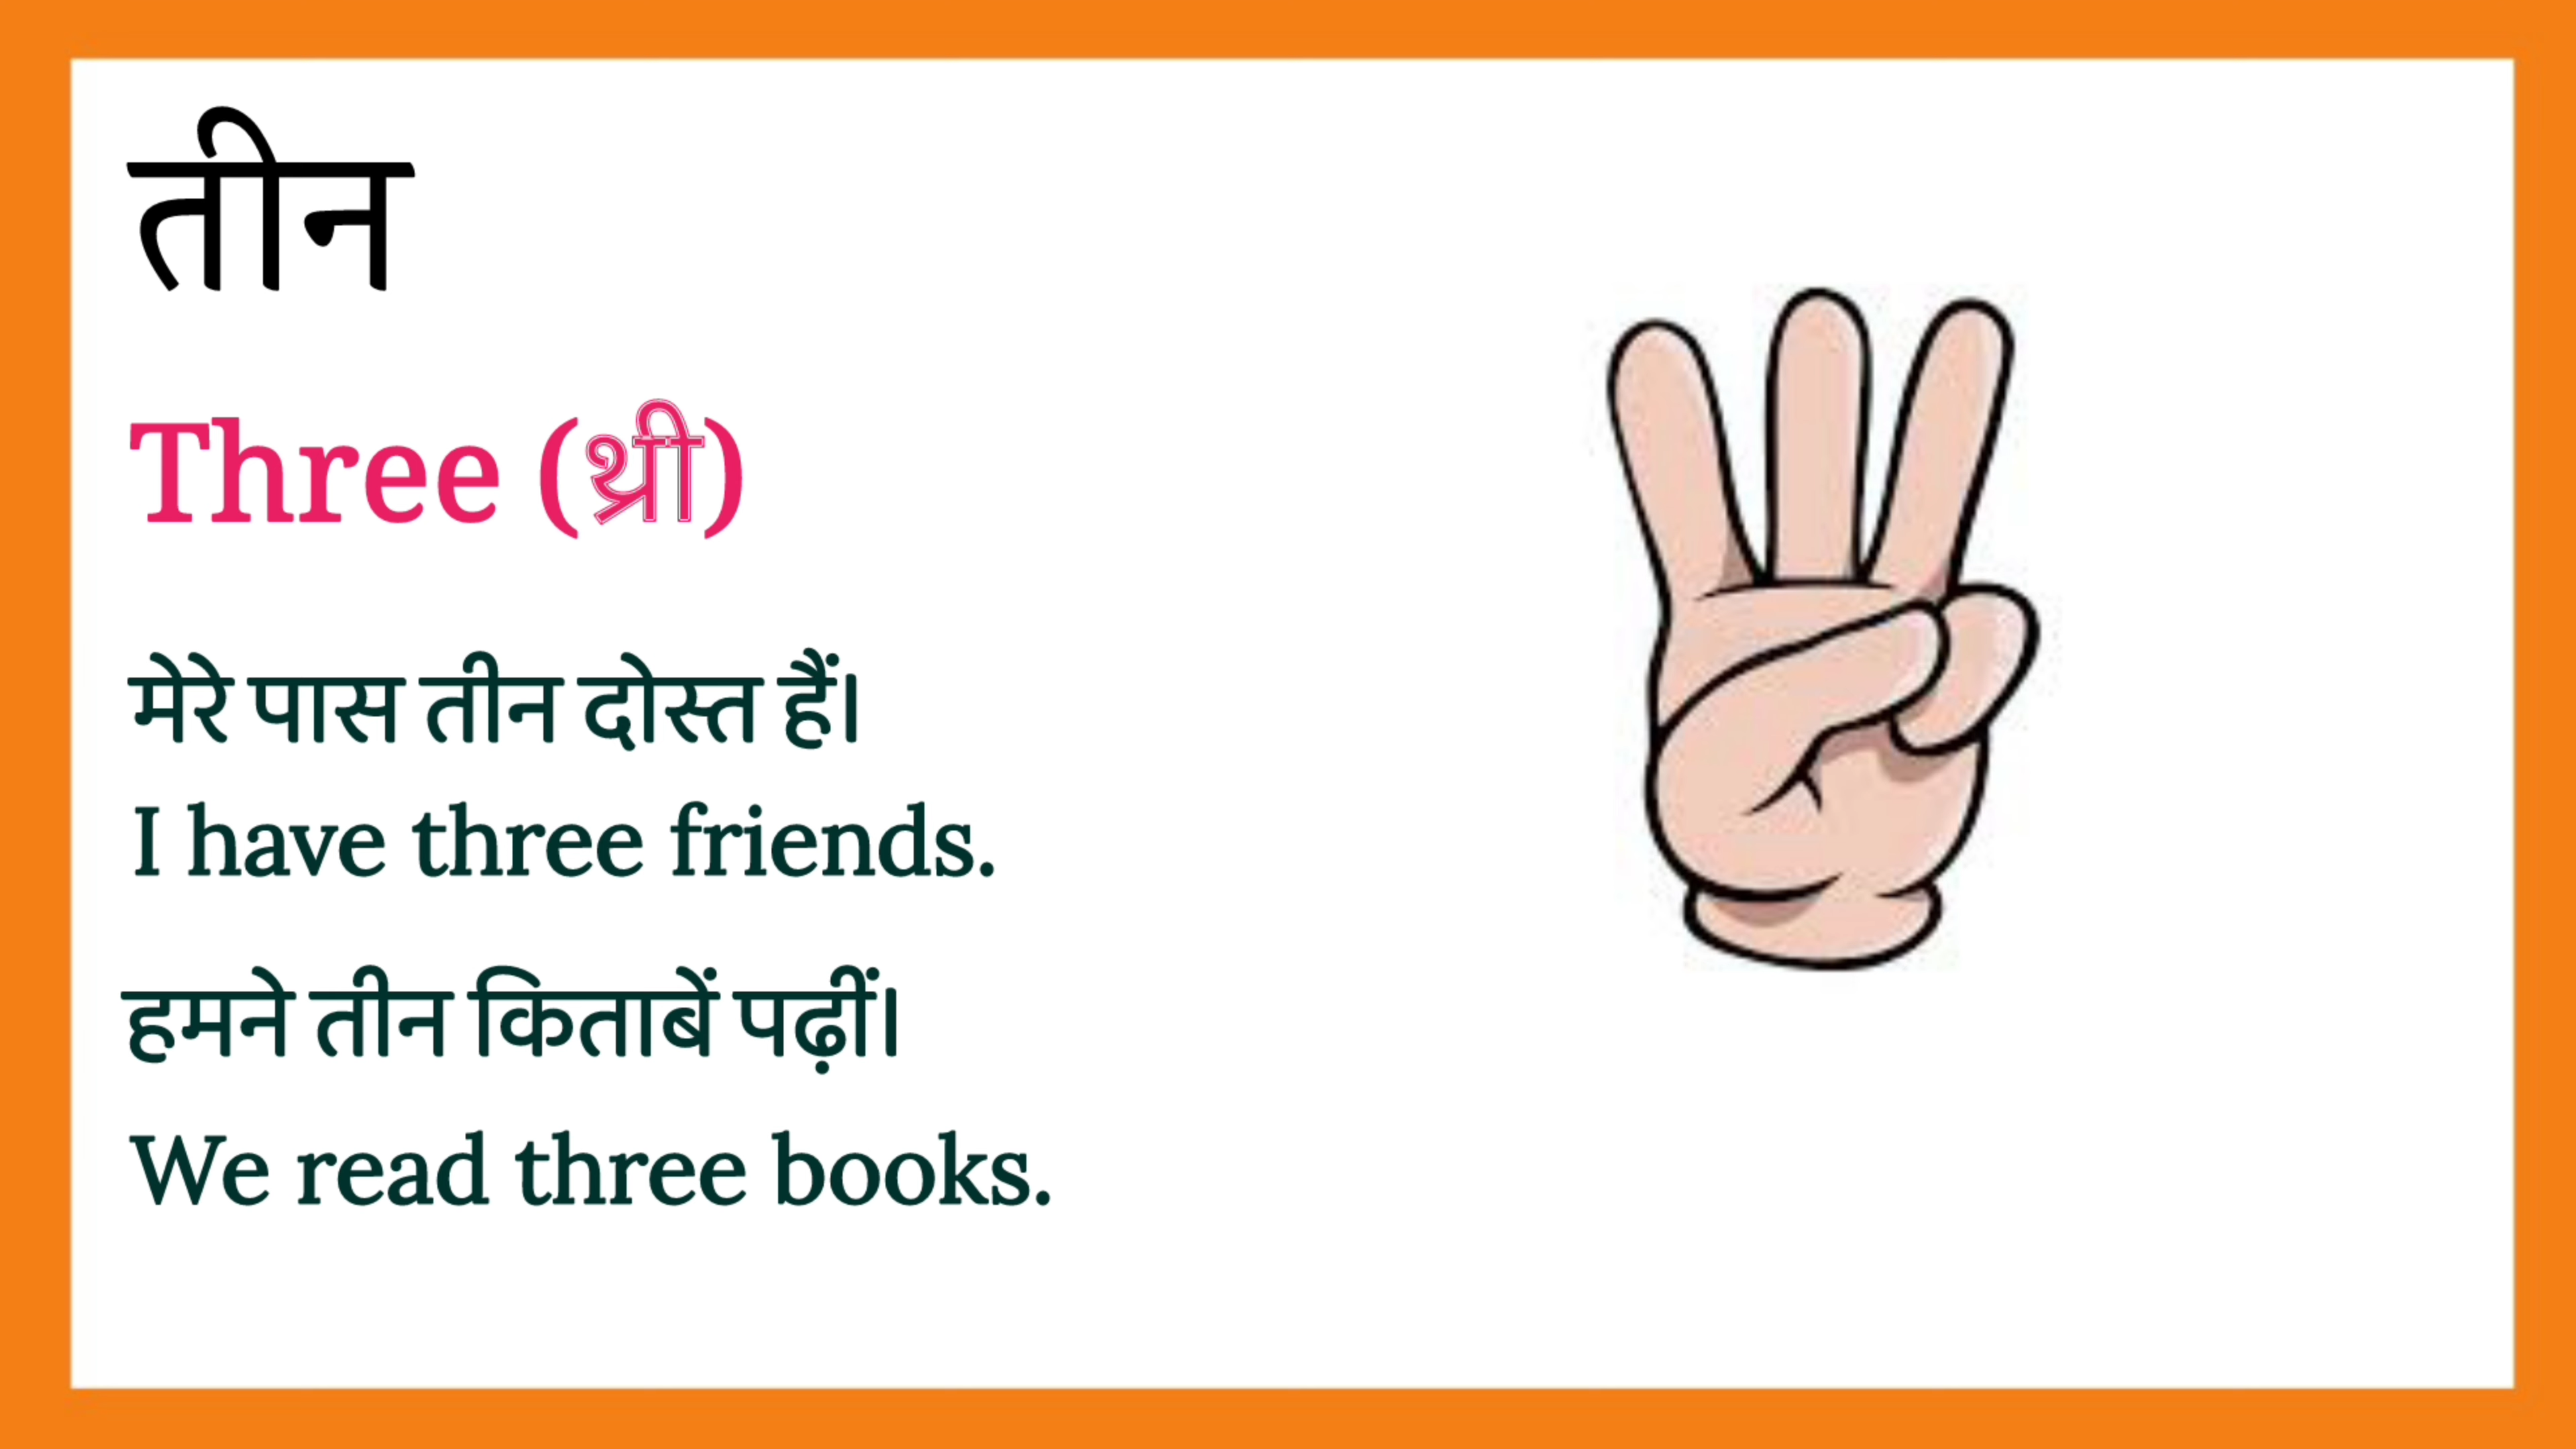 तीन
Three (थ्री)
मेरे पास तीन दोस्त हैं।
I have three friends.
हमने तीन किताबें पढ़ीं।
We read three books.